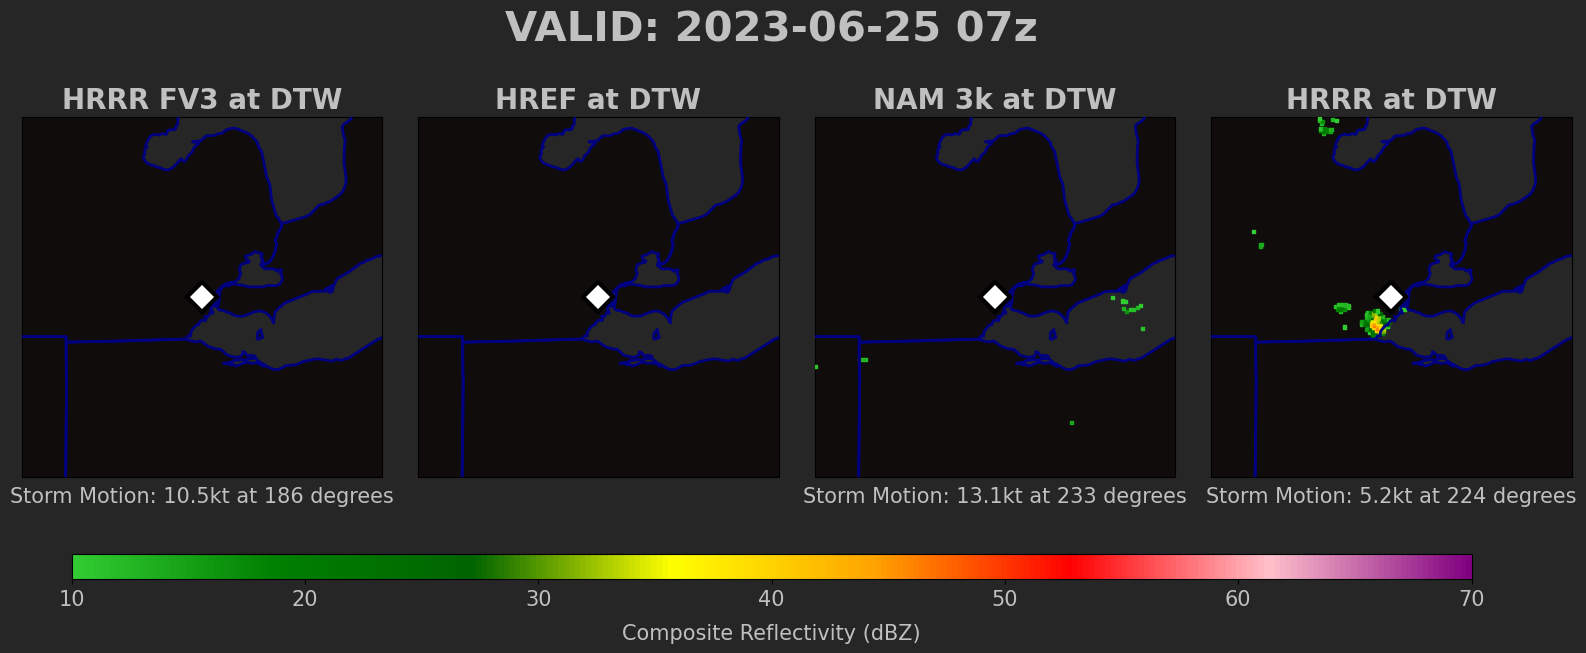 VALID: 2023-06-25 07z
HRRR FV3 at DTW
HREF at DTW
NAM 3k at DTW
HRRR at DTW
Storm Motion: 10.5kt at 186 degrees
Storm Motion: 13.1kt at 233 degrees
Storm Motion: 5.2kt at 224 degrees
10 20 30 40 50 60 70
Composite Reflectivity (dBZ)